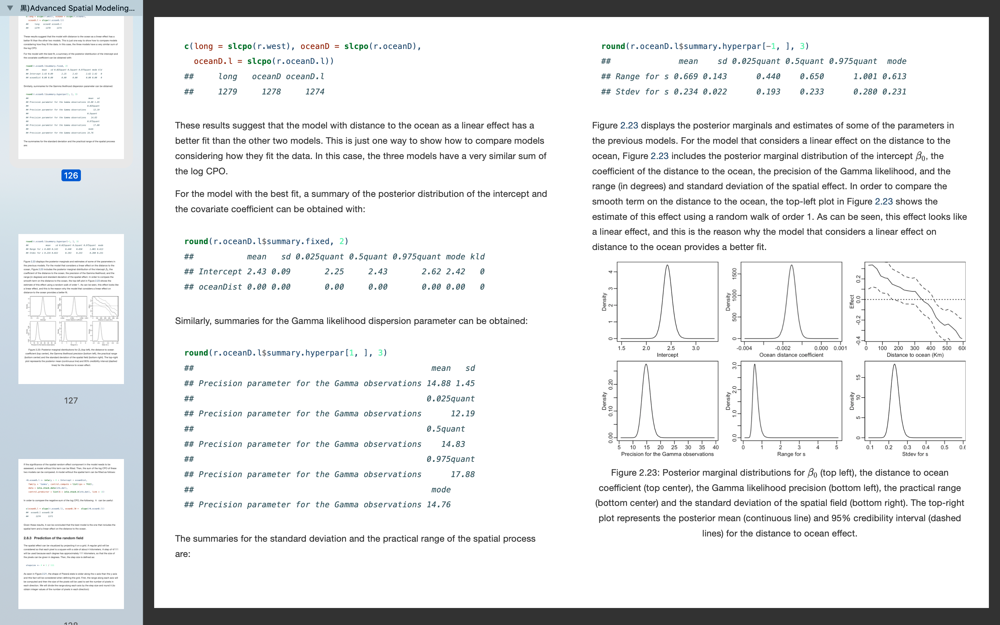 黒)Advanced Spatial Modeling...
126
127
c(long = slcpo(r.west), oceanD = slcpo(r.oceanD),
  oceanD.l = slcpo(r.oceanD.l))
##     long   oceanD oceanD.l
##     1279     1278     1274
These results suggest that the model with distance to the ocean as a linear effect has a
better fit than the other two models. This is just one way to show how to compare models
considering how they fit the data. In this case, the three models have a very similar sum of
the log CPO.
For the model with the best fit, a summary of the posterior distribution of the intercept and
the covariate coefficient can be obtained with:
round(r.oceanD.l$summary.fixed, 2)
##           mean   sd 0.025quant 0.5quant 0.975quant mode kld
## Intercept 2.43 0.09       2.25     2.43       2.62 2.42   0
## oceanDist 0.00 0.00       0.00     0.00       0.00 0.00   0
Similarly, summaries for the Gamma likelihood dispersion parameter can be obtained:
round(r.oceanD.l$summary.hyperpar[1, ], 3)
##                                                 mean   sd
## Precision parameter for the Gamma observations 14.88 1.45
##                                                0.025quant
## Precision parameter for the Gamma observations      12.19
##                                                0.5quant
## Precision parameter for the Gamma observations    14.83
##                                                0.975quant
## Precision parameter for the Gamma observations      17.88
##                                                 mode
## Precision parameter for the Gamma observations 14.76
The summaries for the standard deviation and the practical range of the spatial process
are:
round(r.oceanD.l$summary.hyperpar[-1, ], 3)
##              mean    sd 0.025quant 0.5quant 0.975quant  mode
## Range for s 0.669 0.143      0.440    0.650      1.001 0.613
## Stdev for s 0.234 0.022      0.193    0.233      0.280 0.231
Figure 2.23 displays the posterior marginals and estimates of some of the parameters in
the previous models. For the model that considers a linear effect on the distance to the
ocean, Figure 2.23 includes the posterior marginal distribution of the intercept β0, the
coefficient of the distance to the ocean, the precision of the Gamma likelihood, and the
range (in degrees) and standard deviation of the spatial effect. In order to compare the
smooth term on the distance to the ocean, the top-left plot in Figure 2.23 shows the
estimate of this effect using a random walk of order 1. As can be seen, this effect looks like
a linear effect, and this is the reason why the model that considers a linear effect on
distance to the ocean provides a better fit.
Density
0 1 2 3 4
1.5 2.0 2.5 3.0
Intercept
Density
0 500 1000 1500
-0.004 -0.002 0.000 0.001
Ocean distance coefficient
Effect
-0.4 -0.2 0.0 0.2
0 100 200 300 400 500
Distance to ocean (Km)
Density
0.00 0.10 0.20
5 10 15 20 25 30 35 40
Precision for the Gamma observations
Density
0.0 1.0 2.0 3.0
0 1 2 3 4 5
Range for s
Density
0 5 10 15
0.1 0.2 0.3 0.4 0.5 0.6
Stdev for s
Figure 2.23: Posterior marginal distributions for β0 (top left), the distance to ocean
coefficient (top center), the Gamma likelihood precision (bottom left), the practical range
(bottom center) and the standard deviation of the spatial field (bottom right). The top-right
plot represents the posterior mean (continuous line) and 95% credibility interval (dashed
lines) for the distance to ocean effect.